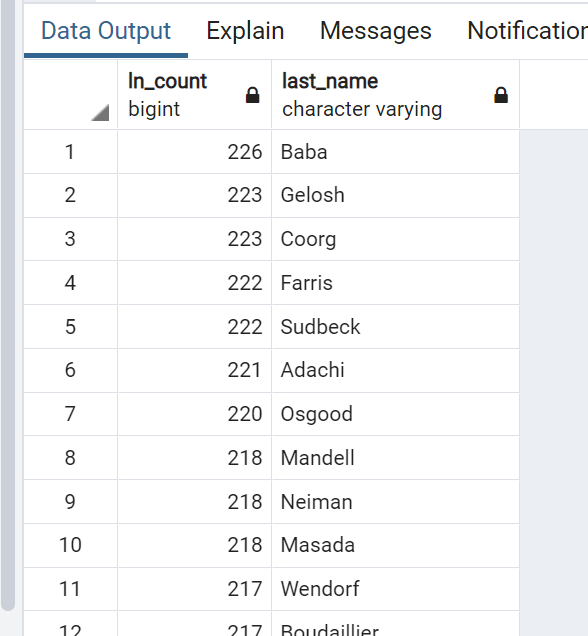 Data Output Explain Messages Notification
ln_count last_name
bigint character varying
1 226 Baba
2 223 Gelosh
3 223 Coorg
4 222 Farris
5 222 Sudbeck
6 221 Adachi
7 220 Osgood
8 218 Mandell
9 218 Neiman
10 218 Masada
11 217 Wendorf
12 217 Boudaillier